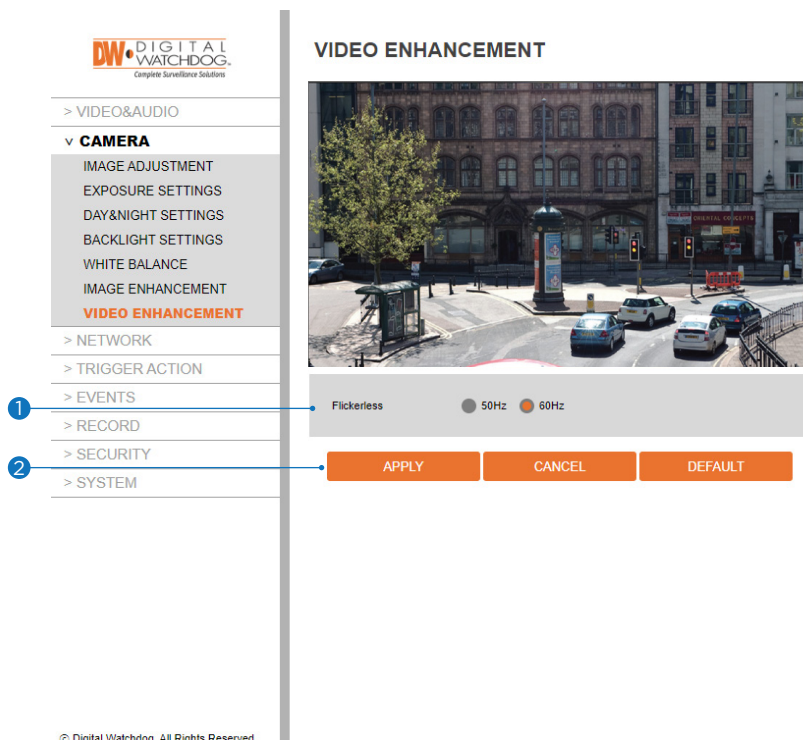 DW DIGITAL
WATCHDOG.
Complete Surveillance Solutions
> VIDEO&AUDIO
v CAMERA
IMAGE ADJUSTMENT
EXPOSURE SETTINGS
DAY&NIGHT SETTINGS
BACKLIGHT SETTINGS
WHITE BALANCE
IMAGE ENHANCEMENT
VIDEO ENHANCEMENT
> NETWORK
> TRIGGER ACTION
> EVENTS
> RECORD
> SECURITY
> SYSTEM
© Digital Watchdog. All Rights Reserved
VIDEO ENHANCEMENT
ORIENTAL CONCEPTS
1
Flickerless 50Hz 60Hz
2
APPLY CANCEL DEFAULT